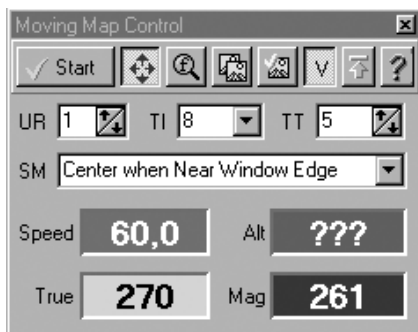 Moving Map Control
Start V ?
UR 1 TI 8 TT 5
SM Center when Near Window Edge
Speed 60,0 Alt ???
True 270 Mag 261